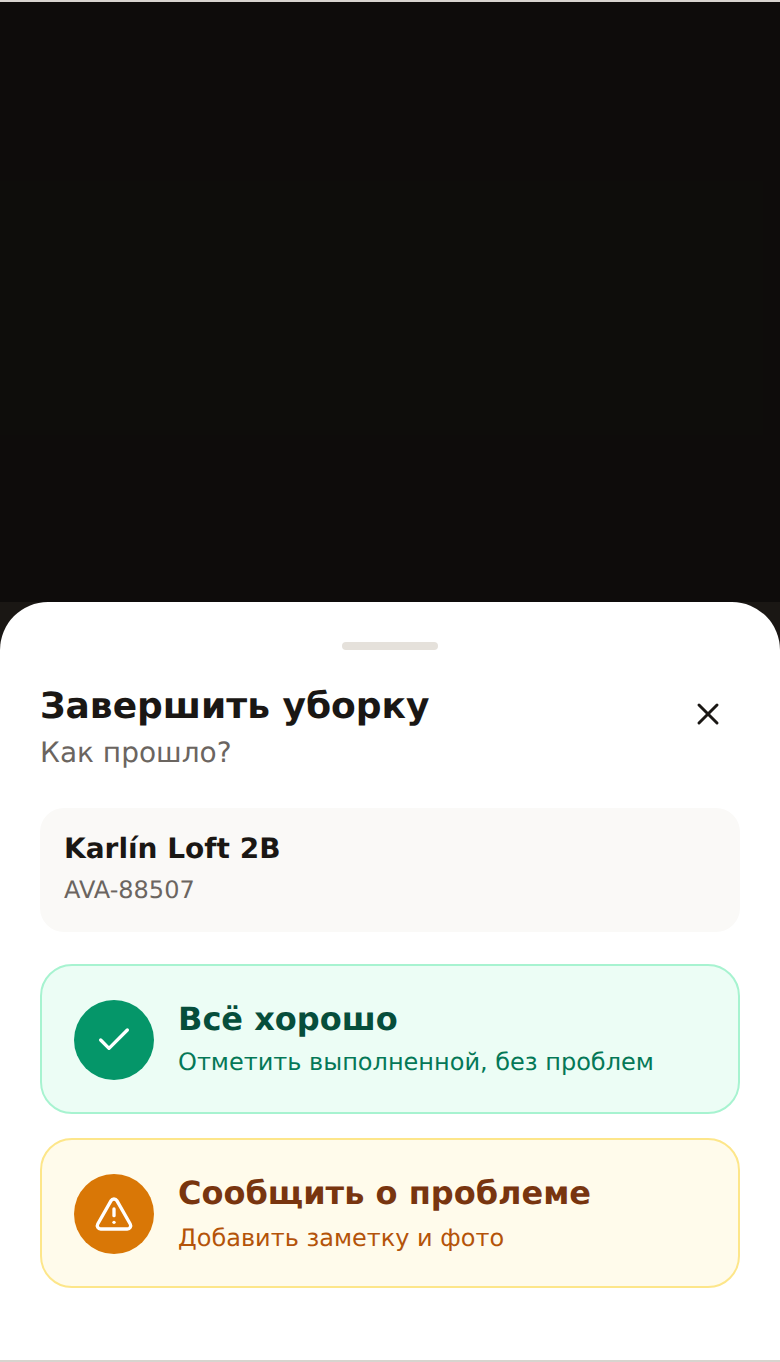 Завершить уборку
Как прошло?
Karlín Loft 2B
AVA-88507
Всё хорошо
Отметить выполненной, без проблем
Сообщить о проблеме
Добавить заметку и фото